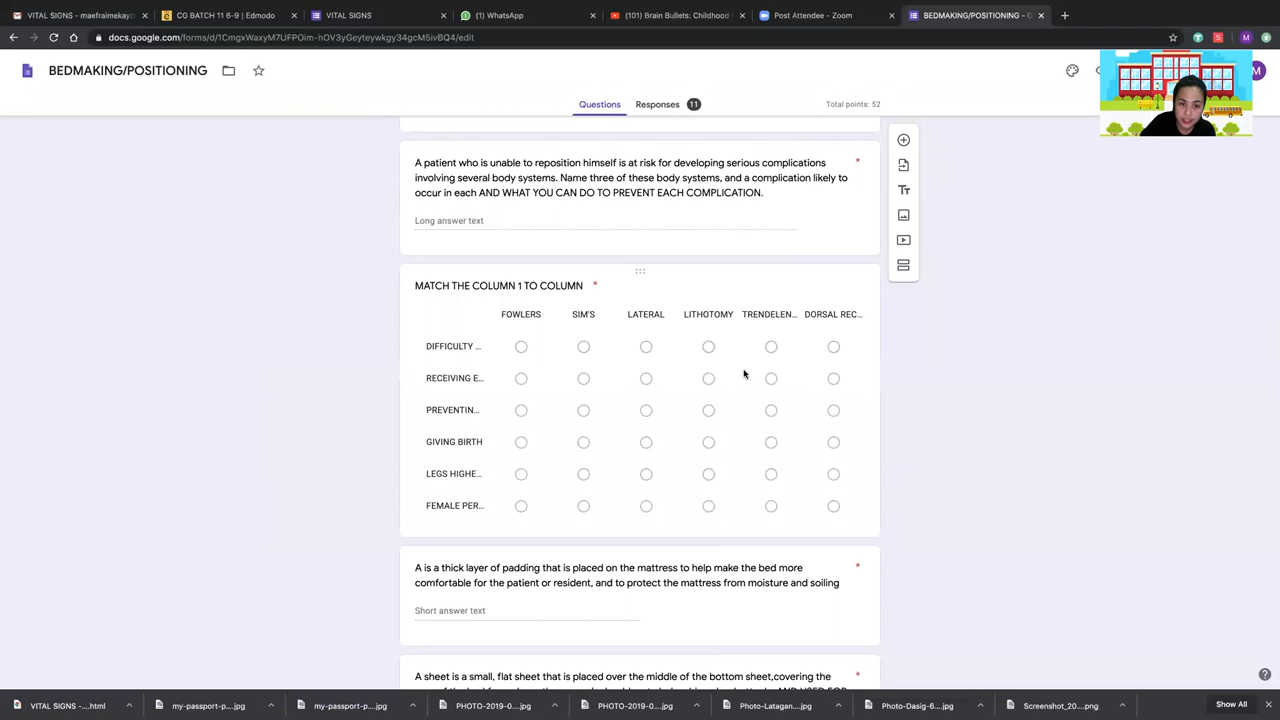 VITAL SIGNS - maefraimekayo
CG BATCH 11 6-9 | Edmodo
VITAL SIGNS
(1) WhatsApp
(101) Brain Bullets: Childhood
Post Attendee - Zoom
BEDMAKING/POSITIONING - G
docs.google.com/forms/d/1CmgxWaxyM7UFPOim-hOV3yGeyteywkgy34gcM5ivBQ4/edit
BEDMAKING/POSITIONING
M
Questions
Responses 11
Total points: 52
A patient who is unable to reposition himself is at risk for developing serious complications
involving several body systems. Name three of these body systems, and a complication likely to
occur in each AND WHAT YOU CAN DO TO PREVENT EACH COMPLICATION.
*
Long answer text
MATCH THE COLUMN 1 TO COLUMN *
FOWLERS SIM'S LATERAL LITHOTOMY TRENDELEN... DORSAL REC...
DIFFICULTY ...
RECEIVING E...
PREVENTIN...
GIVING BIRTH
LEGS HIGHE...
FEMALE PER...
A is a thick layer of padding that is placed on the mattress to help make the bed more
comfortable for the patient or resident, and to protect the mattress from moisture and soiling
*
Short answer text
A sheet is a small, flat sheet that is placed over the middle of the bottom sheet,covering the
*
VITAL SIGNS -....html
my-passport-p....jpg
my-passport-p....jpg
PHOTO-2019-0....jpg
PHOTO-2019-0....jpg
Photo-Latagan....jpg
Photo-Dasig-6....jpg
Screenshot_20....png
Show All